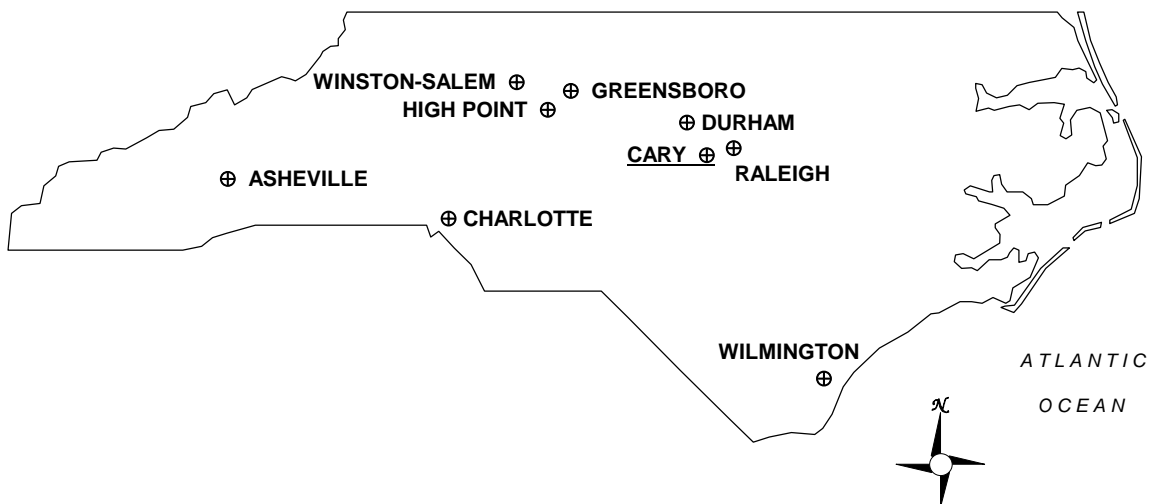 WINSTON-SALEM
GREENSBORO
HIGH POINT
DURHAM
CARY
RALEIGH
ASHEVILLE
CHARLOTTE
WILMINGTON
ATLANTIC
OCEAN
N